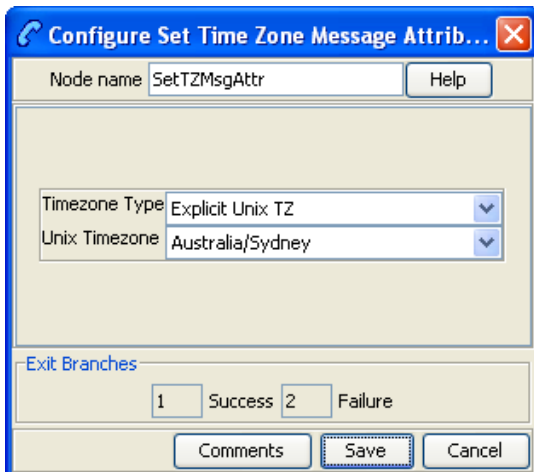 Configure Set Time Zone Message Attrib...
Node name SetTZMsgAttr Help
Timezone Type Explicit Unix TZ
Unix Timezone Australia/Sydney
Exit Branches
1 Success 2 Failure
Comments Save Cancel